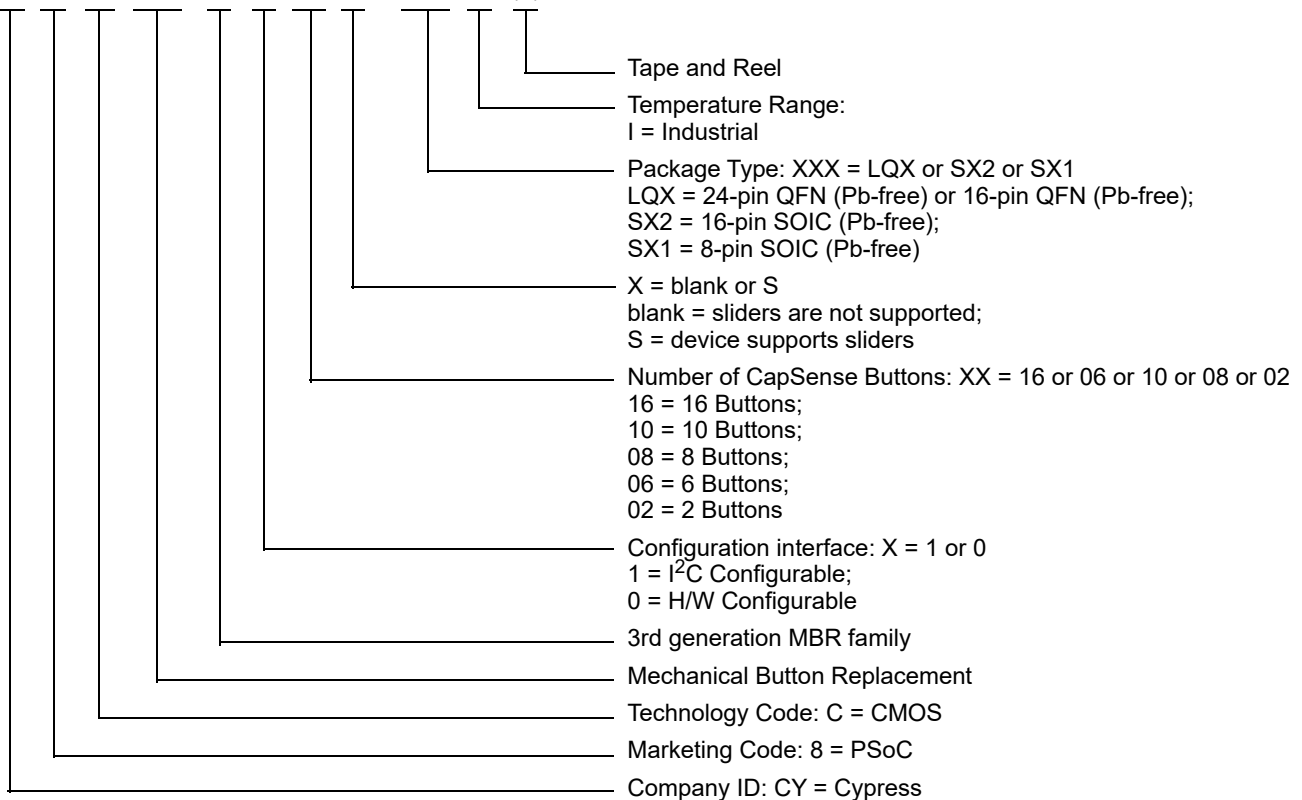 Tape and Reel
Temperature Range:
I = Industrial
Package Type: XXX = LQX or SX2 or SX1
LQX = 24-pin QFN (Pb-free) or 16-pin QFN (Pb-free);
SX2 = 16-pin SOIC (Pb-free);
SX1 = 8-pin SOIC (Pb-free)
X = blank or S
blank = sliders are not supported;
S = device supports sliders
Number of CapSense Buttons: XX = 16 or 06 or 10 or 08 or 02
16 = 16 Buttons;
10 = 10 Buttons;
08 = 8 Buttons;
06 = 6 Buttons;
02 = 2 Buttons
Configuration interface: X = 1 or 0
1 = I²C Configurable;
0 = H/W Configurable
3rd generation MBR family
Mechanical Button Replacement
Technology Code: C = CMOS
Marketing Code: 8 = PSoC
Company ID: CY = Cypress